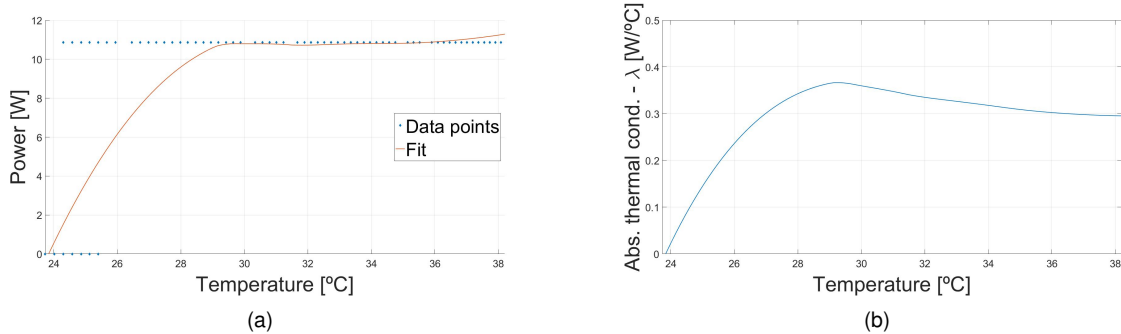 12
10
8
6
4
2
0
Power [W]
24 26 28 30 32 34 36 38
Temperature [ºC]
Data points
Fit
(a)
0.5
0.4
0.3
0.2
0.1
0
Abs. thermal cond. - λ [W/ºC]
24 26 28 30 32 34 36 38
Temperature [ºC]
(b)